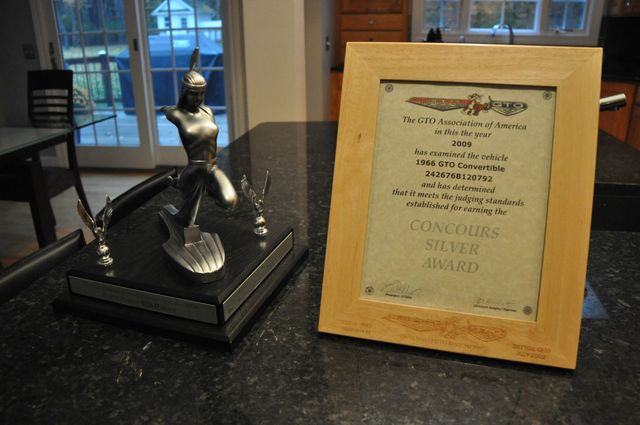 GTO
The GTO Association of America
in this the year
2009
has examined the vehicle
1966 GTO Convertible
242676B120792
and has determined
that it meets the judging standards
established for earning the
CONCOURS
SILVER
AWARD